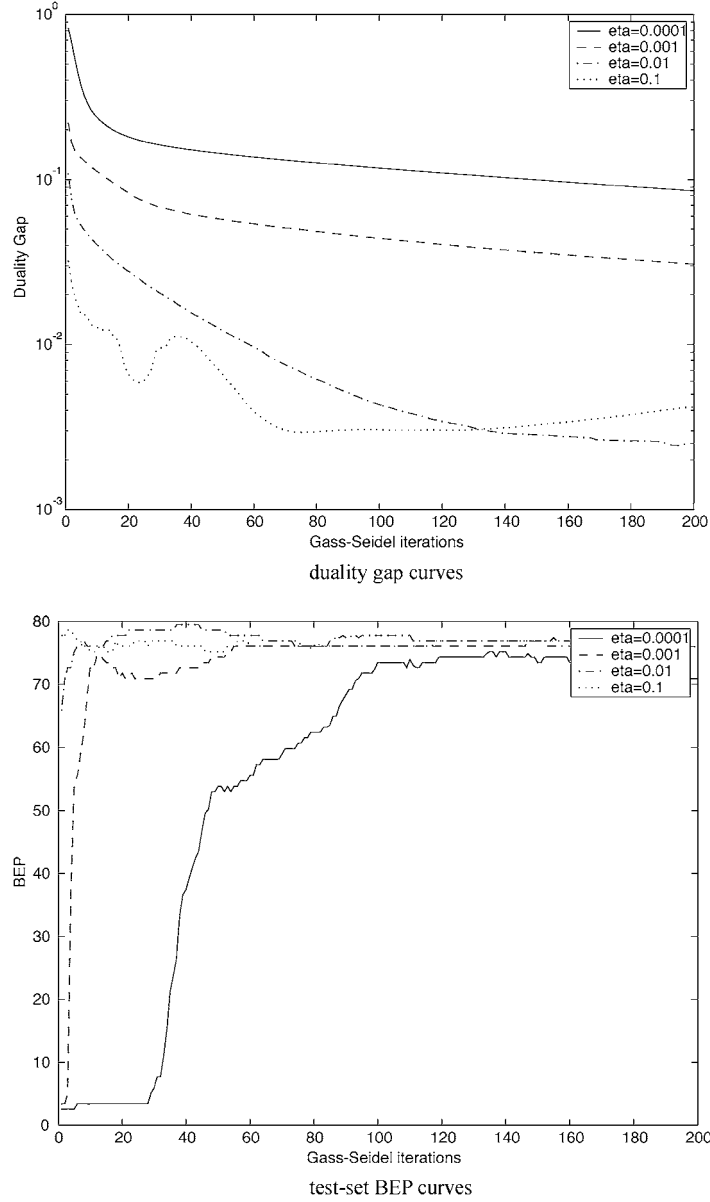 10^0
eta=0.0001
eta=0.001
eta=0.01
eta=0.1
10^-1
Duality Gap
10^-2
10^-3
0 20 40 60 80 100 120 140 160 180 200
Gass-Seidel iterations
duality gap curves
80
eta=0.0001
eta=0.001
eta=0.01
eta=0.1
70
60
50
BEP
40
30
20
10
0
0 20 40 60 80 100 120 140 160 180 200
Gass-Seidel iterations
test-set BEP curves